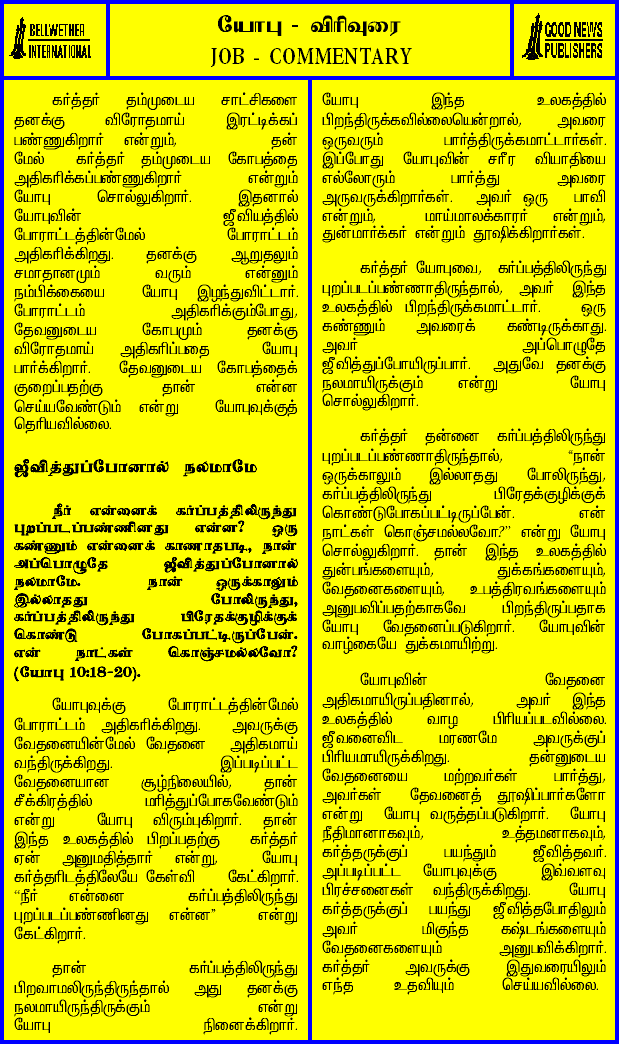 BELLWETHER
INTERNATIONAL
யோபு - விரிவுரை
JOB - COMMENTARY
GOOD NEWS
PUBLISHERS
கர்த்தர் தம்முடைய சாட்சிகளை
தனக்கு விரோதமாய் இரட்டிக்கப்
பண்ணுகிறார் என்றும், தன்
மேல் கர்த்தர் தம்முடைய கோபத்தை
அதிகரிக்கப்பண்ணுகிறார் என்றும்
யோபு சொல்லுகிறார். இதனால்
யோபுவின் ஜீவியத்தில்
போராட்டத்தின்மேல் போராட்டம்
அதிகரிக்கிறது. தனக்கு ஆறுதலும்
சமாதானமும் வரும் என்னும்
நம்பிக்கையை யோபு இழந்துவிட்டார்.
போராட்டம் அதிகரிக்கும்போது,
தேவனுடைய கோபமும் தனக்கு
விரோதமாய் அதிகரிப்பதை யோபு
பார்க்கிறார். தேவனுடைய கோபத்தைக்
குறைப்பதற்கு தான் என்ன
செய்யவேண்டும் என்று யோபுவுக்குத்
தெரியவில்லை.
ஜீவித்துப்போனால் நலமாமே
நீர் என்னைக் கர்ப்பத்திலிருந்து
புறப்படப்பண்ணினது என்ன? ஒரு
கண்ணும் என்னைக் காணாதபடி, நான்
அப்பொழுதே ஜீவித்துப்போனால்
நலமாமே. நான் ஒருக்காலும்
இல்லாதது போலிருந்து,
கர்ப்பத்திலிருந்து பிரேதக்குழிக்குக்
கொண்டு போகப்பட்டிருப்பேன்.
என் நாட்கள் கொஞ்சமல்லவோ?
(யோபு 10:18-20).
யோபுவுக்கு போராட்டத்தின்மேல்
போராட்டம் அதிகரிக்கிறது. அவருக்கு
வேதனையின்மேல் வேதனை அதிகமாய்
வந்திருக்கிறது. இப்படிப்பட்ட
வேதனையான சூழ்நிலையில், தான்
சீக்கிரத்தில் மரித்துப்போகவேண்டும்
என்று யோபு விரும்புகிறார். தான்
இந்த உலகத்தில் பிறப்பதற்கு கர்த்தர்
ஏன் அனுமதித்தார் என்று, யோபு
கர்த்தரிடத்திலேயே கேள்வி கேட்கிறார்.
“நீர் என்னை கர்ப்பத்திலிருந்து
புறப்படப்பண்ணினது என்ன” என்று
கேட்கிறார்.
தான் கர்ப்பத்திலிருந்து
பிறவாமலிருந்திருந்தால் அது தனக்கு
நலமாயிருந்திருக்கும் என்று
யோபு நினைக்கிறார்.
யோபு இந்த உலகத்தில்
பிறந்திருக்கவில்லையென்றால், அவரை
ஒருவரும் பார்த்திருக்கமாட்டார்கள்.
இப்போது யோபுவின் சரீர வியாதியை
எல்லோரும் பார்த்து அவரை
அருவருக்கிறார்கள். அவர் ஒரு பாவி
என்றும், மாய்மாலக்காரர் என்றும்,
துன்மார்க்கர் என்றும் தூஷிக்கிறார்கள்.
கர்த்தர் யோபுவை, கர்ப்பத்திலிருந்து
புறப்படப்பண்ணாதிருந்தால், அவர் இந்த
உலகத்தில் பிறந்திருக்கமாட்டார். ஒரு
கண்ணும் அவரைக் கண்டிருக்காது.
அவர் அப்பொழுதே
ஜீவித்துப்போயிருப்பார். அதுவே தனக்கு
நலமாயிருக்கும் என்று யோபு
சொல்லுகிறார்.
கர்த்தர் தன்னை கர்ப்பத்திலிருந்து
புறப்படப்பண்ணாதிருந்தால், “நான்
ஒருக்காலும் இல்லாதது போலிருந்து,
கர்ப்பத்திலிருந்து பிரேதக்குழிக்குக்
கொண்டுபோகப்பட்டிருப்பேன். என்
நாட்கள் கொஞ்சமல்லவோ?” என்று யோபு
சொல்லுகிறார். தான் இந்த உலகத்தில்
துன்பங்களையும், துக்கங்களையும்,
வேதனைகளையும், உபத்திரவங்களையும்
அனுபவிப்பதற்காகவே பிறந்திருப்பதாக
யோபு வேதனைப்படுகிறார். யோபுவின்
வாழ்கையே துக்கமாயிற்று.
யோபுவின் வேதனை
அதிகமாயிருப்பதினால், அவர் இந்த
உலகத்தில் வாழ பிரியப்படவில்லை.
ஜீவனைவிட மரணமே அவருக்குப்
பிரியமாயிருக்கிறது. தன்னுடைய
வேதனையை மற்றவர்கள் பார்த்து,
அவர்கள் தேவனைத் தூஷிப்பார்களோ
என்று யோபு வருத்தப்படுகிறார். யோபு
நீதிமானாகவும், உத்தமனாகவும்,
கர்த்தருக்குப் பயந்தும் ஜீவித்தவர்.
அப்படிப்பட்ட யோபுவுக்கு இவ்வளவு
பிரச்சனைகள் வந்திருக்கிறது. யோபு
கர்த்தருக்குப் பயந்து ஜீவித்தபோதிலும்
அவர் மிகுந்த கஷ்டங்களையும்
வேதனைகளையும் அனுபவிக்கிறார்.
கர்த்தர் அவருக்கு இதுவரையிலும்
எந்த உதவியும் செய்யவில்லை.